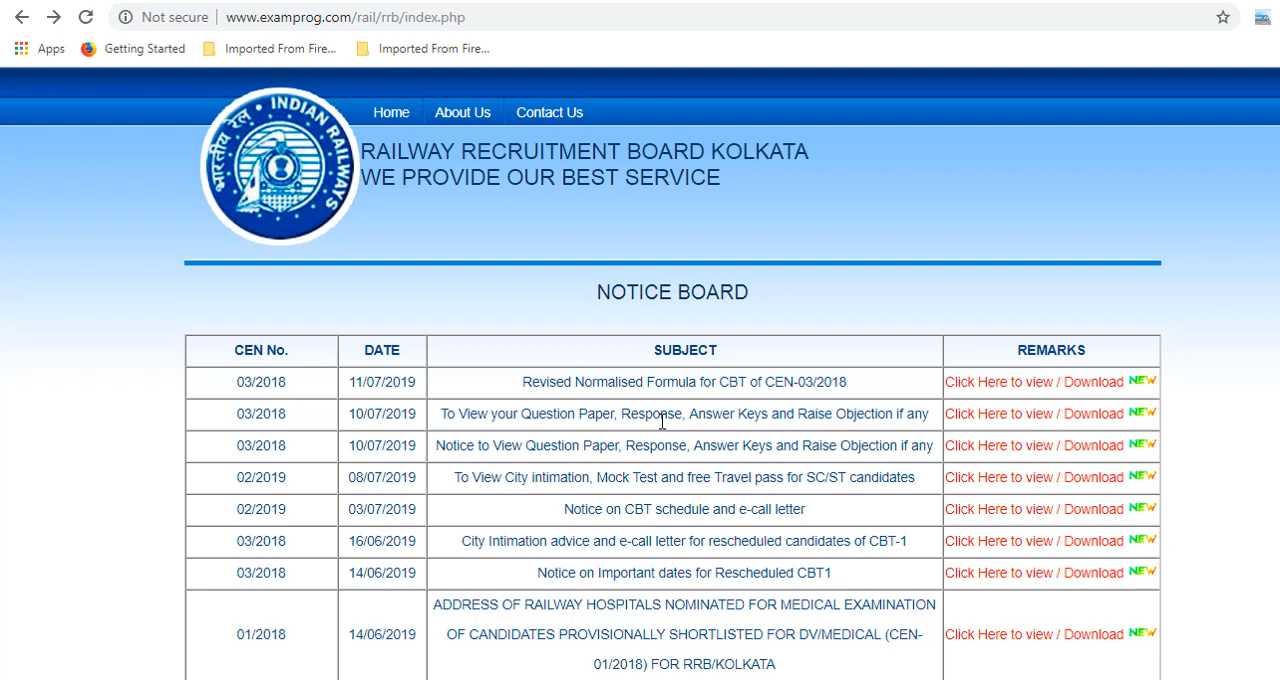 Not secure | www.examprog.com/rail/rrb/index.php
Apps Getting Started Imported From Fire... Imported From Fire...
Home About Us Contact Us
भारतीय रेल • INDIAN RAILWAYS
RAILWAY RECRUITMENT BOARD KOLKATA
WE PROVIDE OUR BEST SERVICE
NOTICE BOARD
CEN No. DATE SUBJECT REMARKS
03/2018 11/07/2019 Revised Normalised Formula for CBT of CEN-03/2018 Click Here to view / Download NEW
03/2018 10/07/2019 To View your Question Paper, Response, Answer Keys and Raise Objection if any Click Here to view / Download NEW
03/2018 10/07/2019 Notice to View Question Paper, Response, Answer Keys and Raise Objection if any Click Here to view / Download NEW
02/2019 08/07/2019 To View City intimation, Mock Test and free Travel pass for SC/ST candidates Click Here to view / Download NEW
02/2019 03/07/2019 Notice on CBT schedule and e-call letter Click Here to view / Download NEW
03/2018 16/06/2019 City Intimation advice and e-call letter for rescheduled candidates of CBT-1 Click Here to view / Download NEW
03/2018 14/06/2019 Notice on Important dates for Rescheduled CBT1 Click Here to view / Download NEW
ADDRESS OF RAILWAY HOSPITALS NOMINATED FOR MEDICAL EXAMINATION
01/2018 14/06/2019 OF CANDIDATES PROVISIONALLY SHORTLISTED FOR DV/MEDICAL (CEN- Click Here to view / Download NEW
01/2018) FOR RRB/KOLKATA